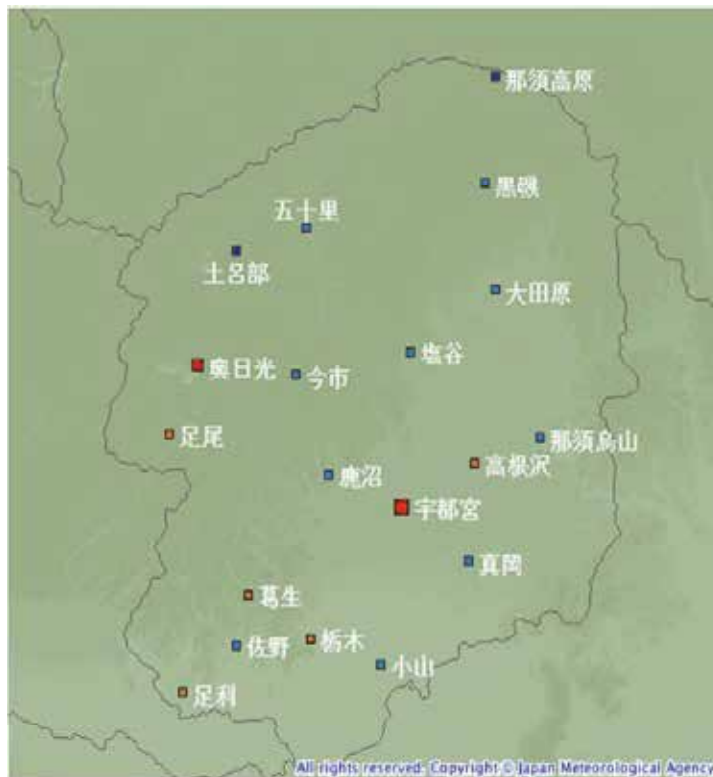 那須高原
黒磯
五十里
土呂部
大田原
塩谷
奥日光
今市
足尾
那須烏山
高根沢
鹿沼
宇都宮
真岡
葛生
栃木
佐野
小山
足利
All rights reserved. Copyright © Japan Meteorological Agency